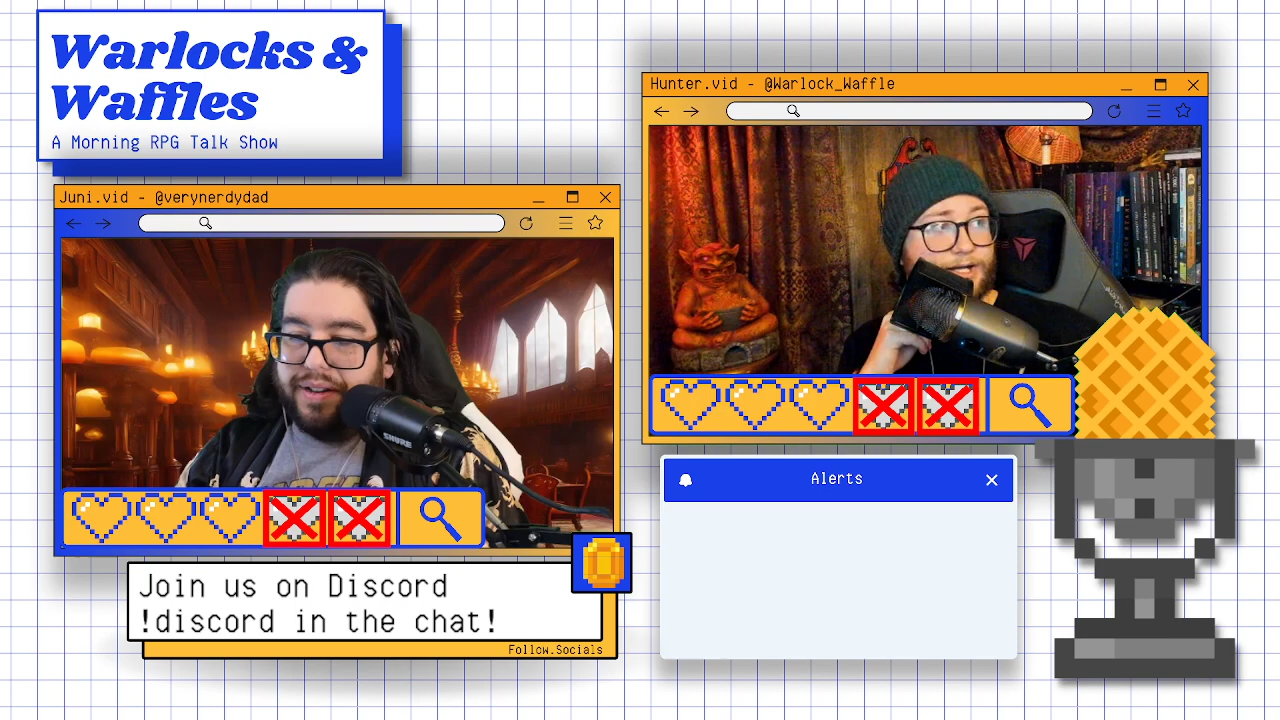 Warlocks &
Waffles
A Morning RPG Talk Show
Hunter.vid - @Warlock_Waffle
Juni.vid - @verynerdydad
SHURE
Alerts
Join us on Discord
!discord in the chat!
Follow.Socials